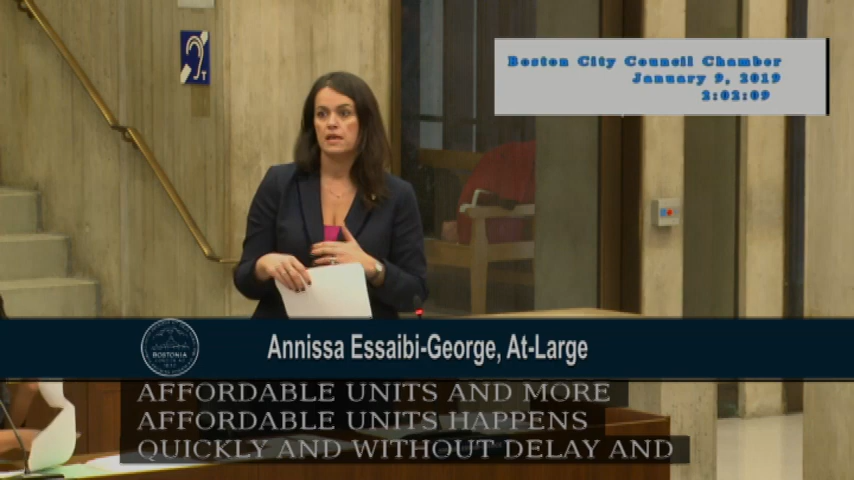 Boston City Council Chamber
January 9, 2019
2:02:09
T
BOSTONIA
Annissa Essaibi-George, At-Large
AFFORDABLE UNITS AND MORE
AFFORDABLE UNITS HAPPENS
QUICKLY AND WITHOUT DELAY AND